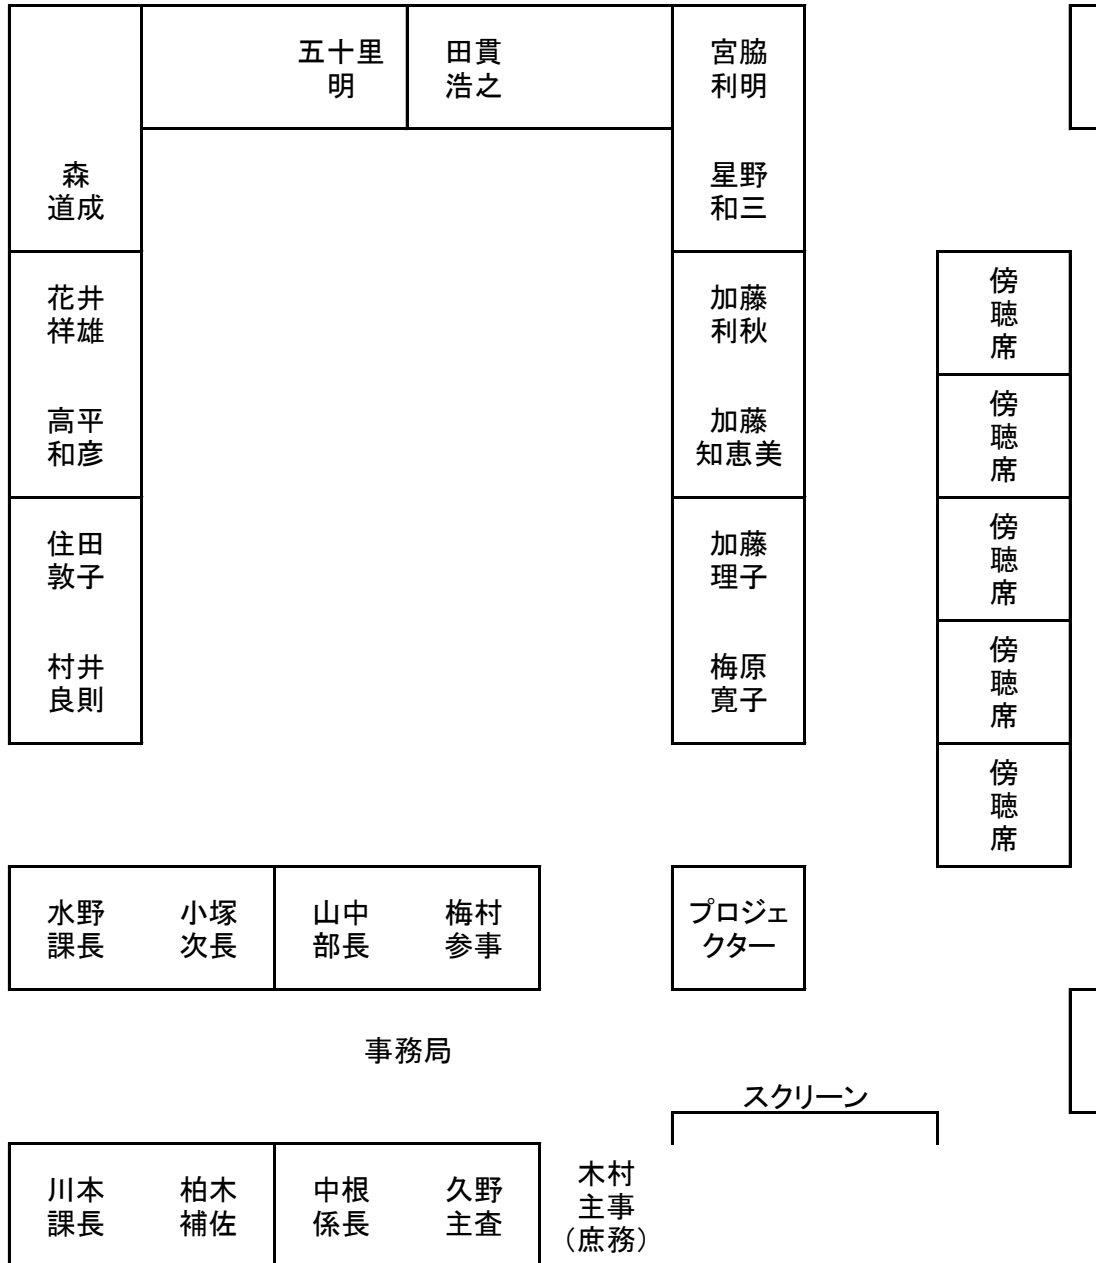 五十里
明
田貫
浩之
宮脇
利明
森
道成
星野
和三
花井
祥雄
加藤
利秋
傍
聴
席
高平
和彦
加藤
知恵美
傍
聴
席
住田
敦子
加藤
理子
傍
聴
席
村井
良則
梅原
寛子
傍
聴
席
傍
聴
席
水野
課長
小塚
次長
山中
部長
梅村
参事
プロジェ
クター
事務局
スクリーン
川本
課長
柏木
補佐
中根
係長
久野
主査
木村
主事
（庶務）